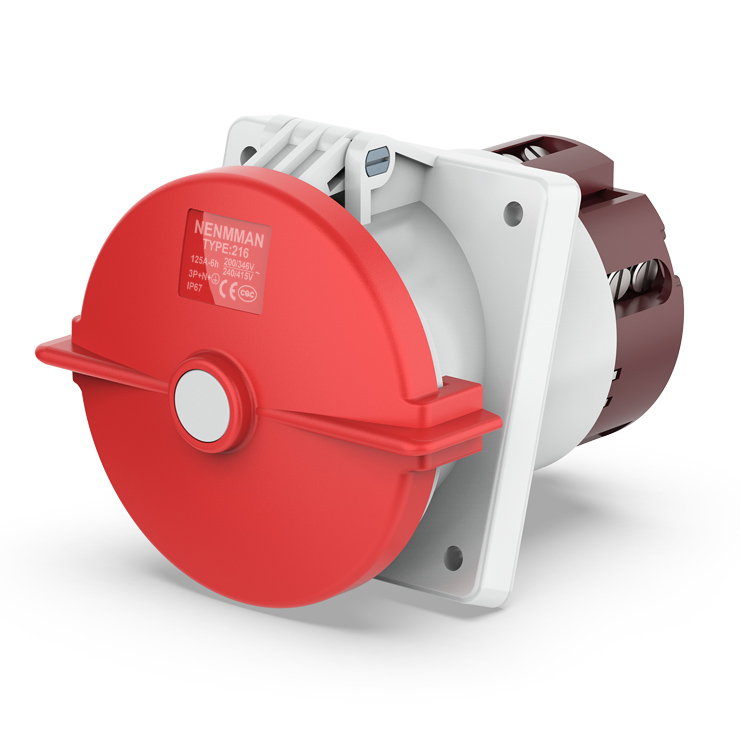 NENMMAN
TYPE:216
125A-6h 200/346V~
240/415V
3P+N+⏚
IP67 CE CQC